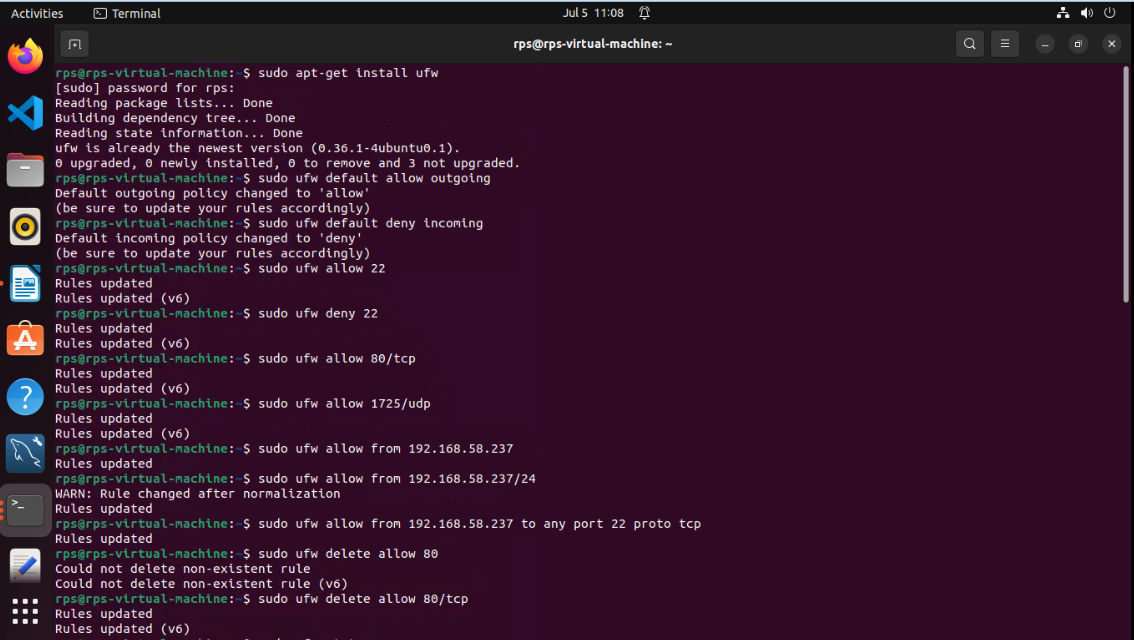 Activities Terminal Jul 5 11:08
rps@rps-virtual-machine: ~
rps@rps-virtual-machine:~$ sudo apt-get install ufw
[sudo] password for rps:
Reading package lists... Done
Building dependency tree... Done
Reading state information... Done
ufw is already the newest version (0.36.1-4ubuntu0.1).
0 upgraded, 0 newly installed, 0 to remove and 3 not upgraded.
rps@rps-virtual-machine:~$ sudo ufw default allow outgoing
Default outgoing policy changed to 'allow'
(be sure to update your rules accordingly)
rps@rps-virtual-machine:~$ sudo ufw default deny incoming
Default incoming policy changed to 'deny'
(be sure to update your rules accordingly)
rps@rps-virtual-machine:~$ sudo ufw allow 22
Rules updated
Rules updated (v6)
rps@rps-virtual-machine:~$ sudo ufw deny 22
Rules updated
Rules updated (v6)
rps@rps-virtual-machine:~$ sudo ufw allow 80/tcp
Rules updated
Rules updated (v6)
rps@rps-virtual-machine:~$ sudo ufw allow 1725/udp
Rules updated
Rules updated (v6)
rps@rps-virtual-machine:~$ sudo ufw allow from 192.168.58.237
Rules updated
rps@rps-virtual-machine:~$ sudo ufw allow from 192.168.58.237/24
WARN: Rule changed after normalization
Rules updated
rps@rps-virtual-machine:~$ sudo ufw allow from 192.168.58.237 to any port 22 proto tcp
Rules updated
rps@rps-virtual-machine:~$ sudo ufw delete allow 80
Could not delete non-existent rule
Could not delete non-existent rule (v6)
rps@rps-virtual-machine:~$ sudo ufw delete allow 80/tcp
Rules updated
Rules updated (v6)